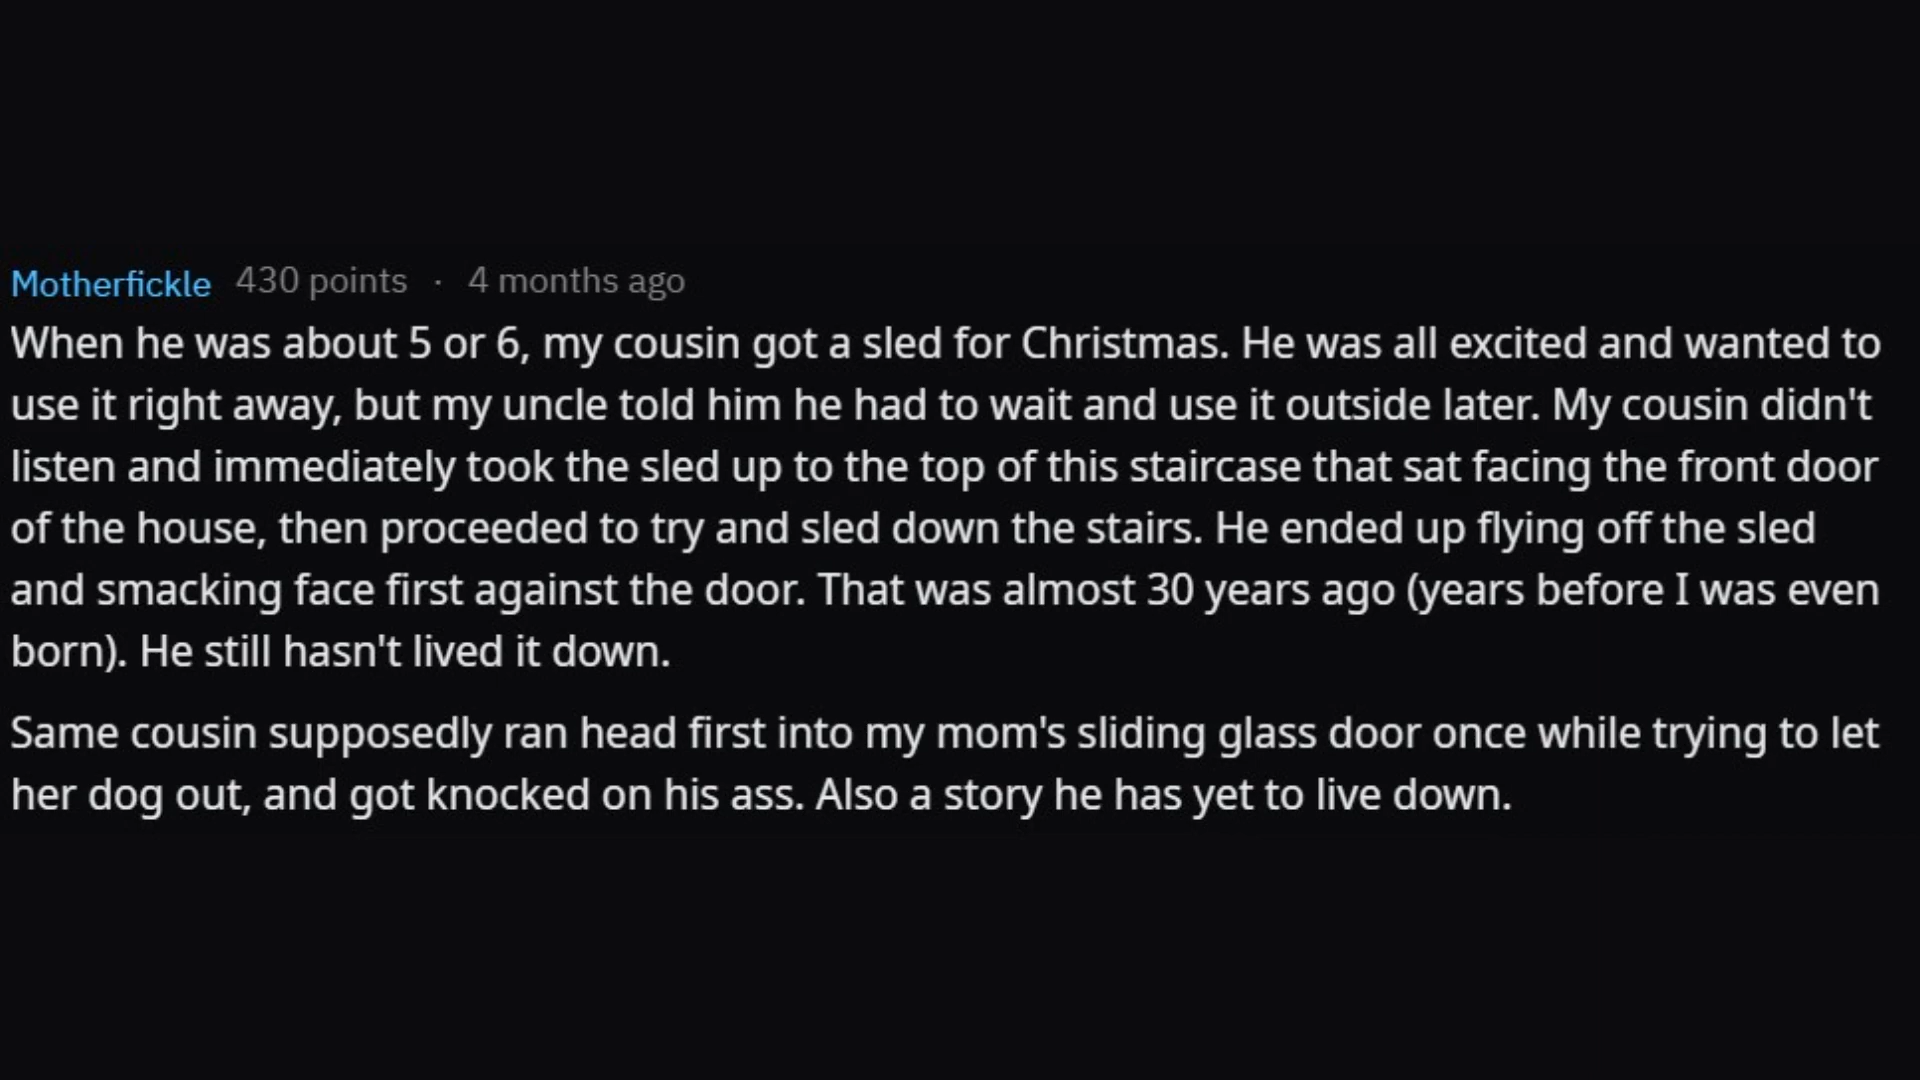 Motherfickle 430 points · 4 months ago
When he was about 5 or 6, my cousin got a sled for Christmas. He was all excited and wanted to
use it right away, but my uncle told him he had to wait and use it outside later. My cousin didn't
listen and immediately took the sled up to the top of this staircase that sat facing the front door
of the house, then proceeded to try and sled down the stairs. He ended up flying off the sled
and smacking face first against the door. That was almost 30 years ago (years before I was even
born). He still hasn't lived it down.
Same cousin supposedly ran head first into my mom's sliding glass door once while trying to let
her dog out, and got knocked on his ass. Also a story he has yet to live down.